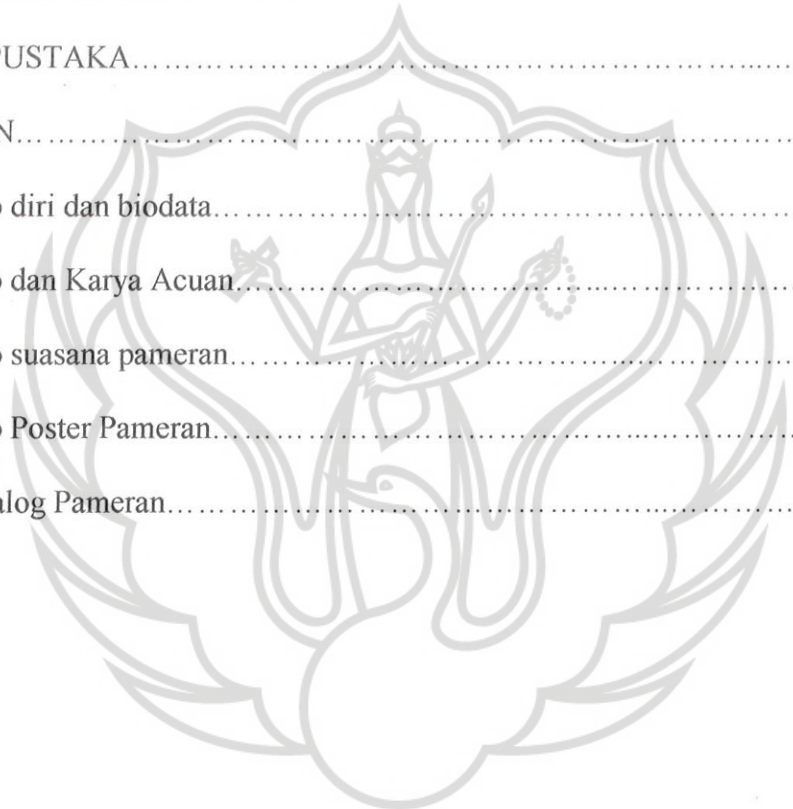 PUSTAKA……………………………………………………...…..
N……………………………………………………………...………
o diri dan biodata……………………………………………...………
o dan Karya Acuan……………………………………...……………
o suasana pameran……………………………………...……………
o Poster Pameran……………………………………...………………
alog Pameran…………………………………………...……………